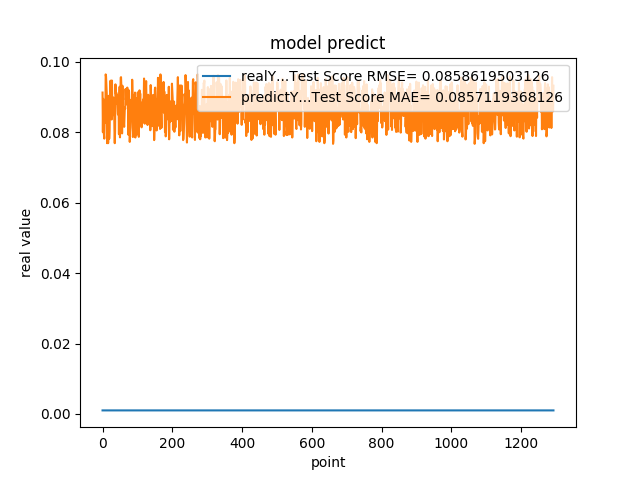 model predict
realY...Test Score RMSE= 0.0858619503126
predictY...Test Score MAE= 0.0857119368126
0.10
0.08
0.06
0.04
0.02
0.00
real value
0 200 400 600 800 1000 1200
point